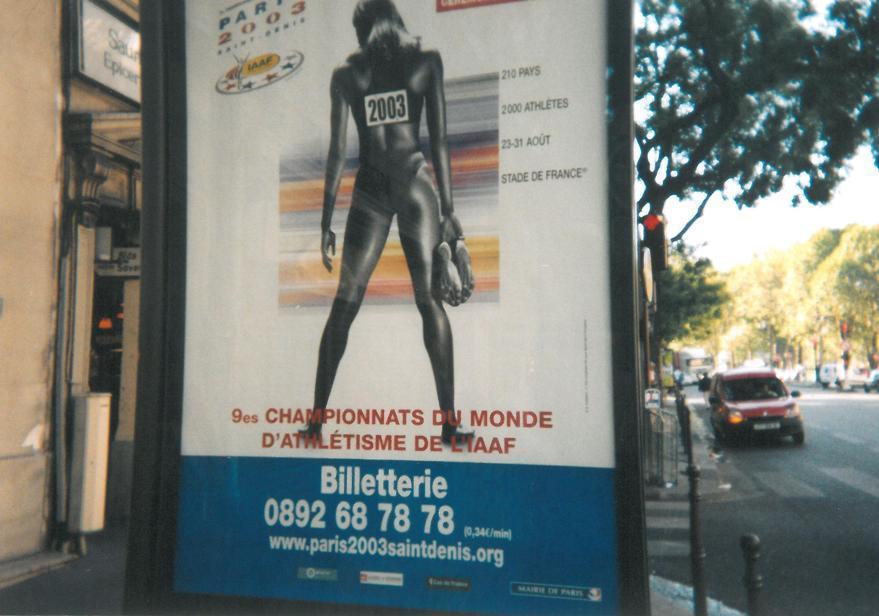 PARIS
2003
SAINT-DENIS
IAAF
2003
210 PAYS
2000 ATHLÈTES
23-31 AOÛT
STADE DE FRANCE
9es CHAMPIONNATS DU MONDE
D'ATHLÉTISME DE L'IAAF
Billetterie
0892 68 78 78 (0,34€/min)
www.paris2003saintdenis.org
MAIRIE DE PARIS